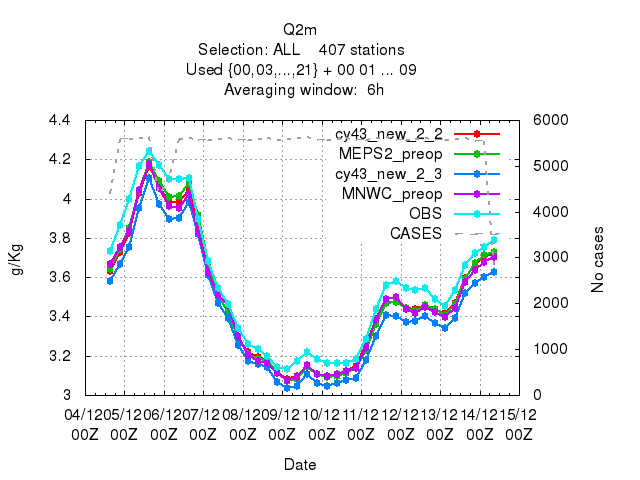 Q2m
Selection: ALL    407 stations
Used {00,03,...,21} + 00 01 ... 09
Averaging window:  6h
4.4
4.2
4
3.8
3.6
3.4
3.2
3
g/Kg
6000
5000
4000
3000
2000
1000
0
No cases
cy43_new_2_2
MEPS2_preop
cy43_new_2_3
MNWC_preop
OBS
CASES
04/12 05/12 06/12 07/12 08/12 09/12 10/12 11/12 12/12 13/12 14/12 15/12
00Z 00Z 00Z 00Z 00Z 00Z 00Z 00Z 00Z 00Z 00Z 00Z
Date